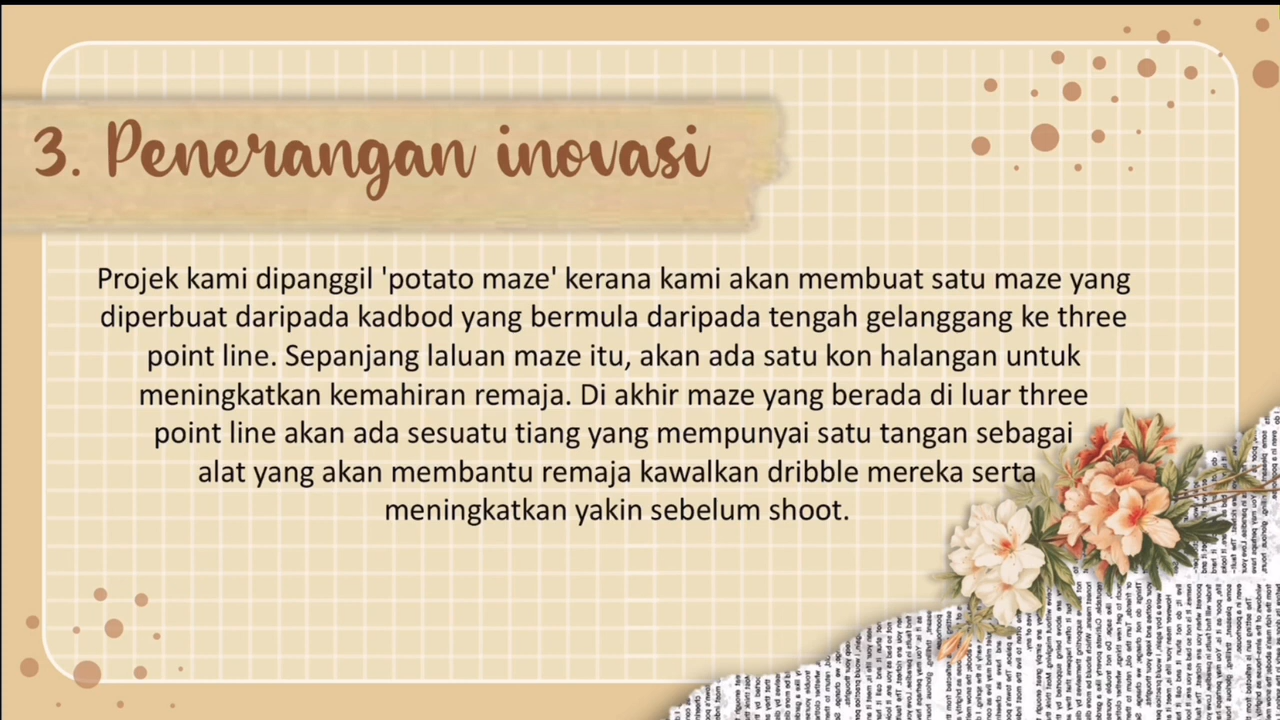 3. Penerangan inovasi
Projek kami dipanggil 'potato maze' kerana kami akan membuat satu maze yang
diperbuat daripada kadbod yang bermula daripada tengah gelanggang ke three
point line. Sepanjang laluan maze itu, akan ada satu kon halangan untuk
meningkatkan kemahiran remaja. Di akhir maze yang berada di luar three
point line akan ada sesuatu tiang yang mempunyai satu tangan sebagai
alat yang akan membantu remaja kawalkan dribble mereka serta
meningkatkan yakin sebelum shoot.